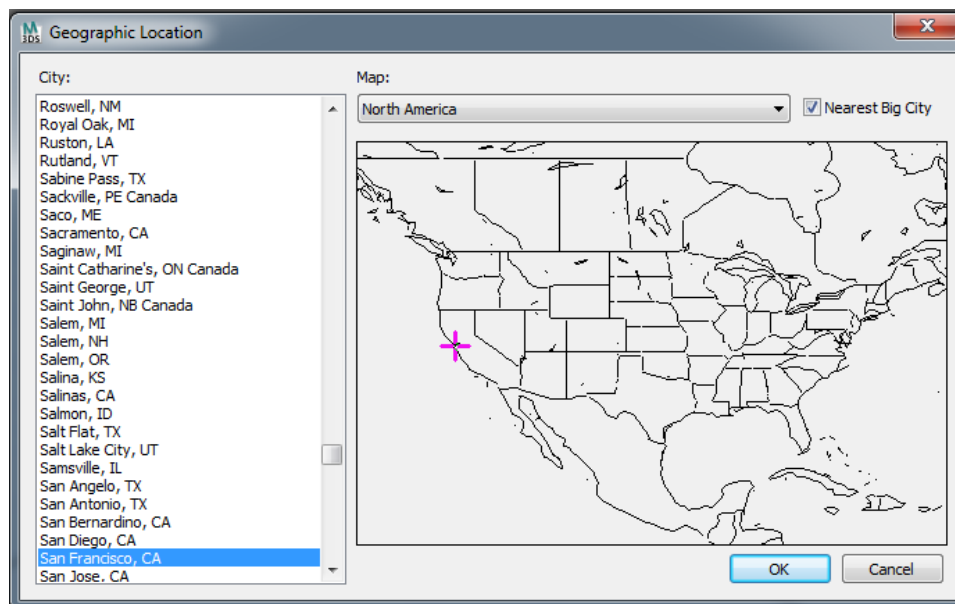 M
3DS
Geographic Location
City:
Map:
North America
Nearest Big City
Roswell, NM
Royal Oak, MI
Ruston, LA
Rutland, VT
Sabine Pass, TX
Sackville, PE Canada
Saco, ME
Sacramento, CA
Saginaw, MI
Saint Catharine's, ON Canada
Saint George, UT
Saint John, NB Canada
Salem, MI
Salem, NH
Salem, OR
Salina, KS
Salinas, CA
Salmon, ID
Salt Flat, TX
Salt Lake City, UT
Samsville, IL
San Angelo, TX
San Antonio, TX
San Bernardino, CA
San Diego, CA
San Francisco, CA
San Jose, CA
OK
Cancel